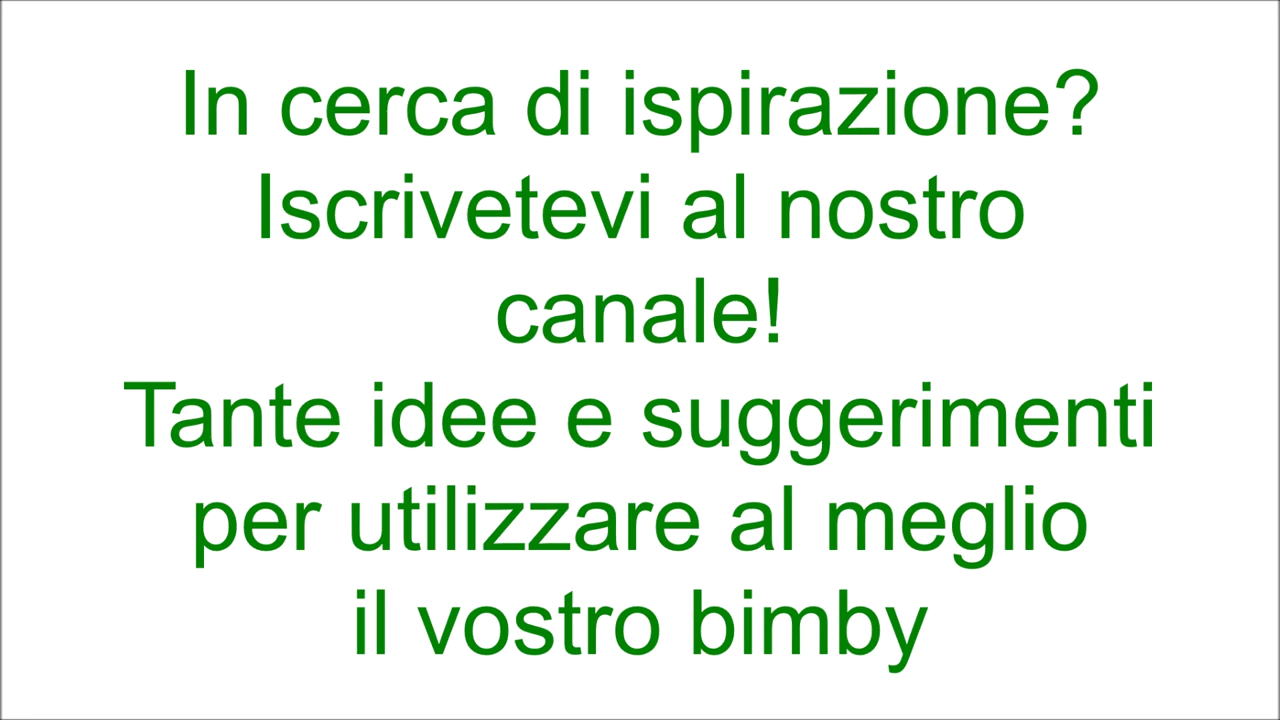 In cerca di ispirazione?
Iscrivetevi al nostro
canale!
Tante idee e suggerimenti
per utilizzare al meglio
il vostro bimby